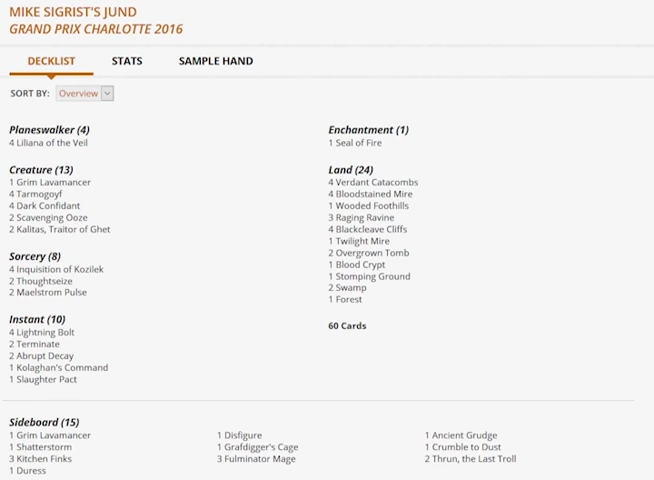 MIKE SIGRIST'S JUND
GRAND PRIX CHARLOTTE 2016
DECKLIST STATS SAMPLE HAND
SORT BY: Overview
Planeswalker (4)
4 Liliana of the Veil
Creature (13)
1 Grim Lavamancer
4 Tarmogoyf
4 Dark Confidant
2 Scavenging Ooze
2 Kalitas, Traitor of Ghet
Sorcery (8)
4 Inquisition of Kozilek
2 Thoughtseize
2 Maelstrom Pulse
Instant (10)
4 Lightning Bolt
2 Terminate
2 Abrupt Decay
1 Kolaghan's Command
1 Slaughter Pact
Enchantment (1)
1 Seal of Fire
Land (24)
4 Verdant Catacombs
4 Bloodstained Mire
1 Wooded Foothills
3 Raging Ravine
4 Blackcleave Cliffs
1 Twilight Mire
2 Overgrown Tomb
1 Blood Crypt
1 Stomping Ground
2 Swamp
1 Forest
60 Cards
Sideboard (15)
1 Grim Lavamancer
1 Shatterstorm
3 Kitchen Finks
1 Duress
1 Disfigure
1 Grafdigger's Cage
3 Fulminator Mage
1 Ancient Grudge
1 Crumble to Dust
2 Thrun, the Last Troll